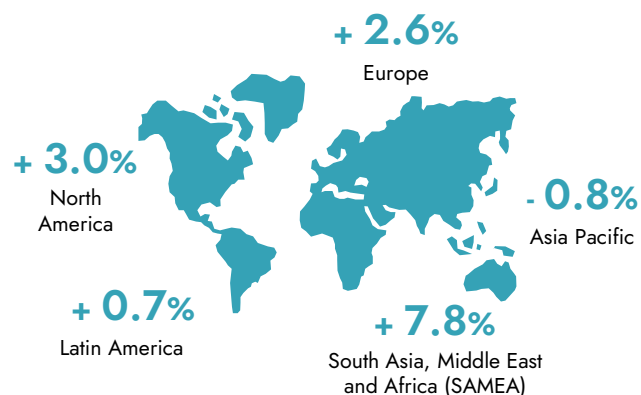 + 2.6%
Europe
+ 3.0%
North
America
- 0.8%
Asia Pacific
+ 0.7%
Latin America
+ 7.8%
South Asia, Middle East
and Africa (SAMEA)